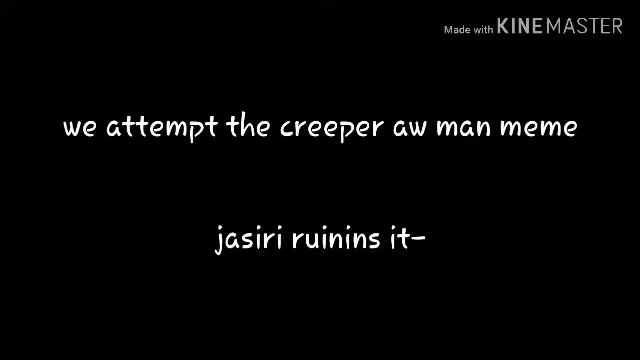 Made with KINEMASTER
we attempt the creeper aw man meme
jasiri ruinins it-